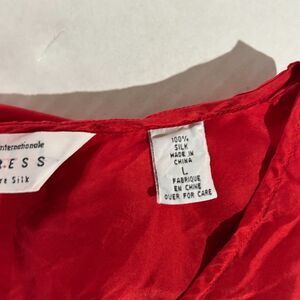 internationale
RESS
re Silk
100%
SILK
MADE IN
CHINA
L
FABRIQUE
EN CHINE
OVER FOR CARE